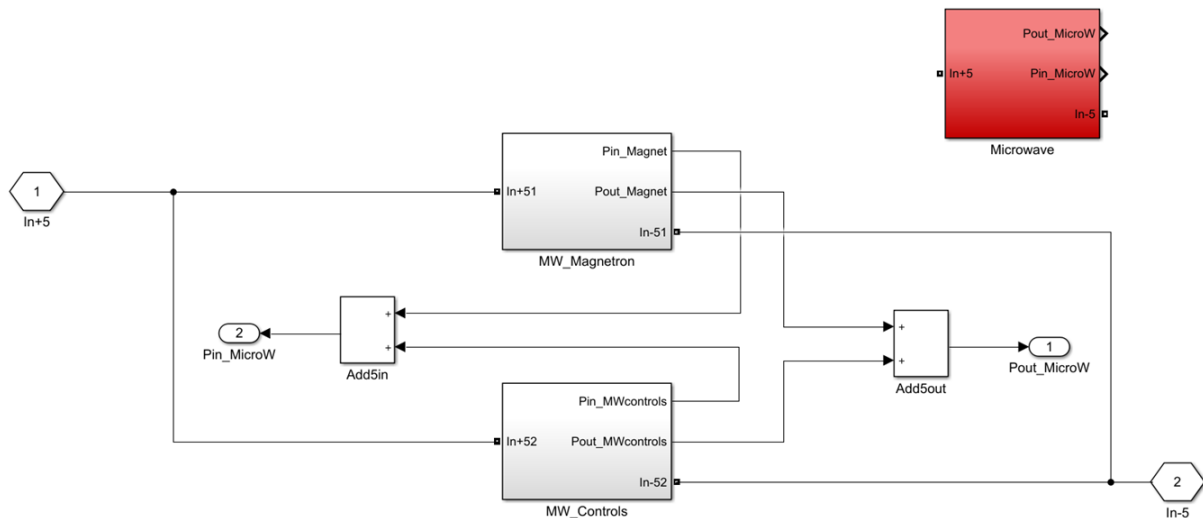 Pout_MicroW
In+5
Pin_MicroW
In-5
Microwave
Pin_Magnet
1
In+51
Pout_Magnet
In+5
In-51
MW_Magnetron
+
2
+
Pin_MicroW
Add5in
+
+
1
Pout_MicroW
Add5out
Pin_MWcontrols
In+52
Pout_MWcontrols
In-52
2
MW_Controls
In-5